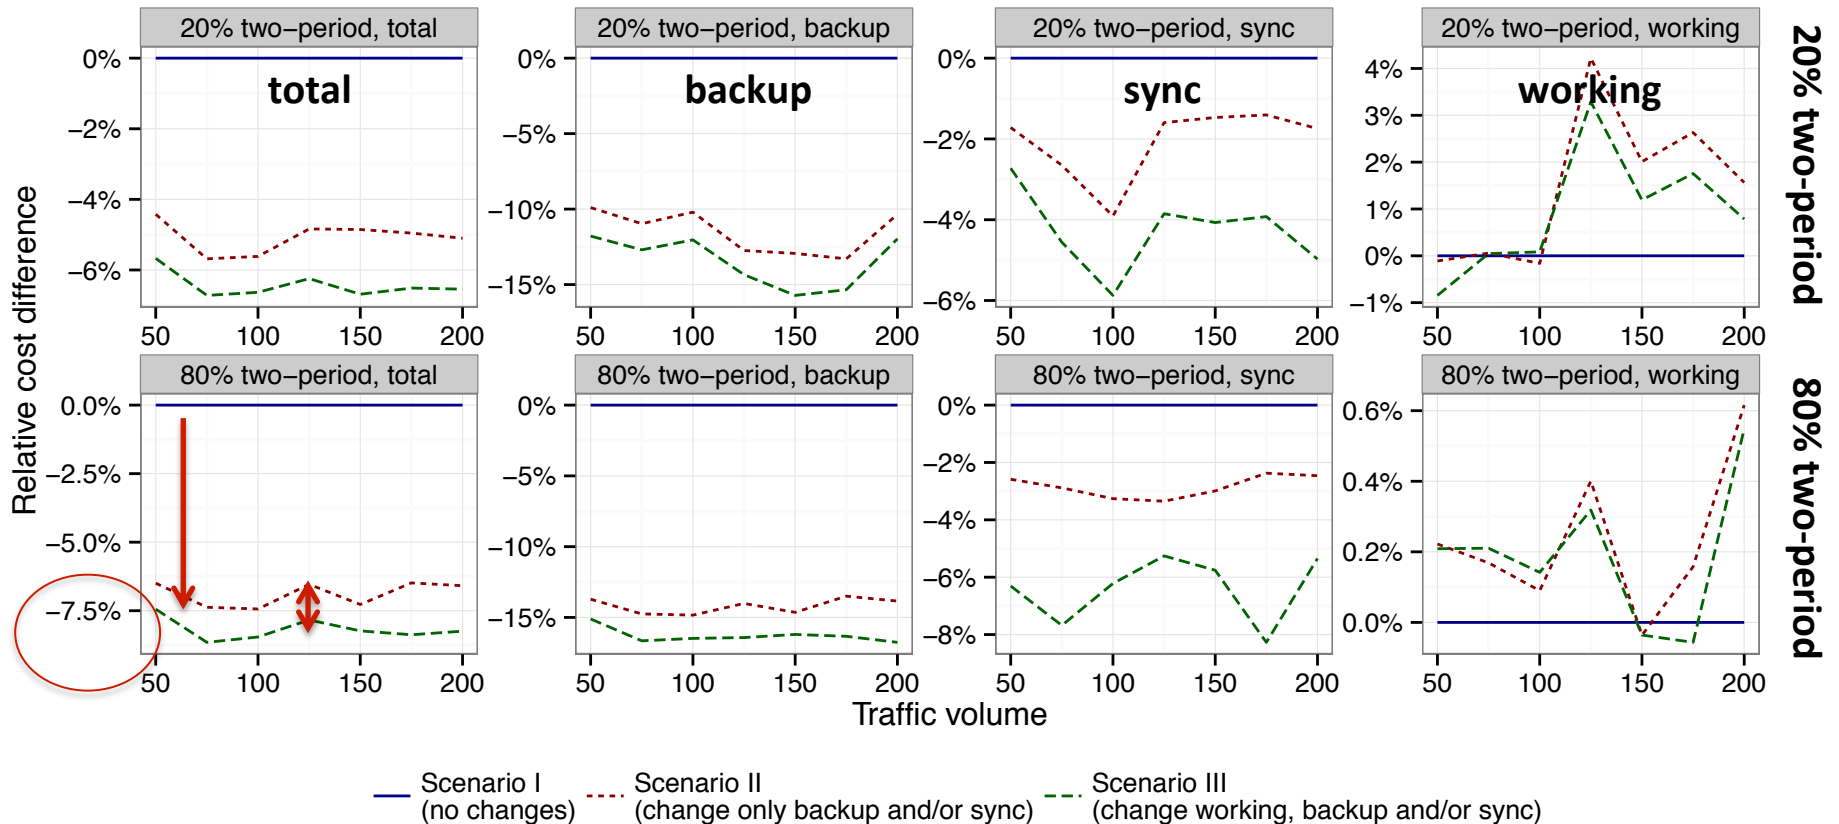 20% two−period, total
20% two−period, backup
20% two−period, sync
20% two−period, working
total
backup
sync
working
0%
−2%
−4%
−6%
0%
−5%
−10%
−15%
0%
−2%
−4%
−6%
4%
3%
2%
1%
0%
−1%
50 100 150 200
50 100 150 200
50 100 150 200
50 100 150 200
20% two-period
80% two−period, total
80% two−period, backup
80% two−period, sync
80% two−period, working
0.0%
−2.5%
−5.0%
−7.5%
0%
−5%
−10%
−15%
0%
−2%
−4%
−6%
−8%
0.6%
0.4%
0.2%
0.0%
50 100 150 200
50 100 150 200
50 100 150 200
50 100 150 200
80% two-period
Relative cost difference
Traffic volume
Scenario I
(no changes)
Scenario II
(change only backup and/or sync)
Scenario III
(change working, backup and/or sync)